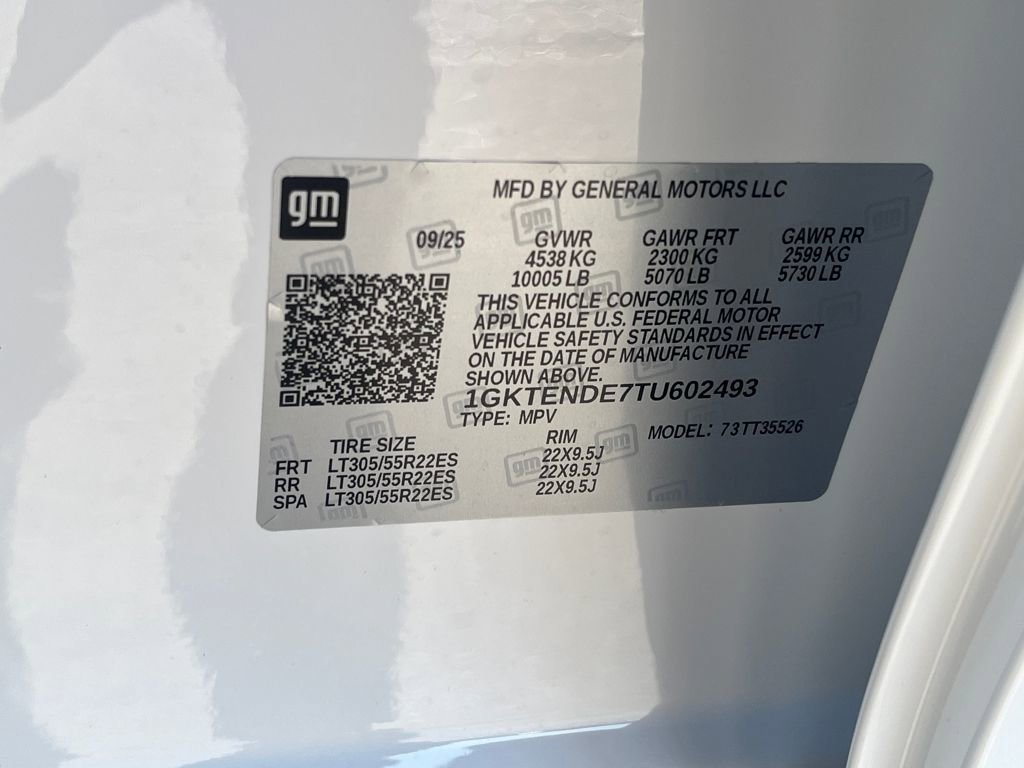 gm
MFD BY GENERAL MOTORS LLC
09/25 GVWR GAWR FRT GAWR RR
4538 KG 2300 KG 2599 KG
10005 LB 5070 LB 5730 LB
THIS VEHICLE CONFORMS TO ALL
APPLICABLE U.S. FEDERAL MOTOR
VEHICLE SAFETY STANDARDS IN EFFECT
ON THE DATE OF MANUFACTURE
SHOWN ABOVE.
1GKTENDE7TU602493
TYPE: MPV MODEL: 73TT35526
TIRE SIZE RIM
FRT LT305/55R22ES 22X9.5J
RR LT305/55R22ES 22X9.5J
SPA LT305/55R22ES 22X9.5J